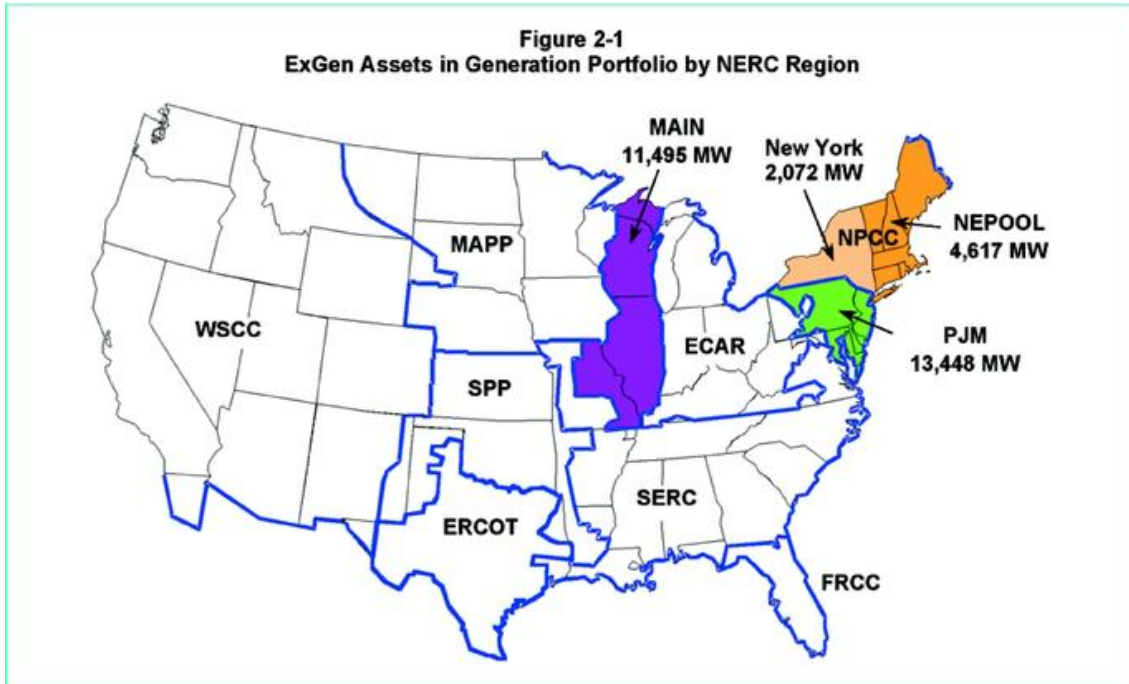 Figure 2-1
ExGen Assets in Generation Portfolio by NERC Region
MAIN
11,495 MW
New York
2,072 MW
NEPOOL
4,617 MW
NPCC
MAPP
WSCC
ECAR
PJM
13,448 MW
SPP
SERC
ERCOT
FRCC